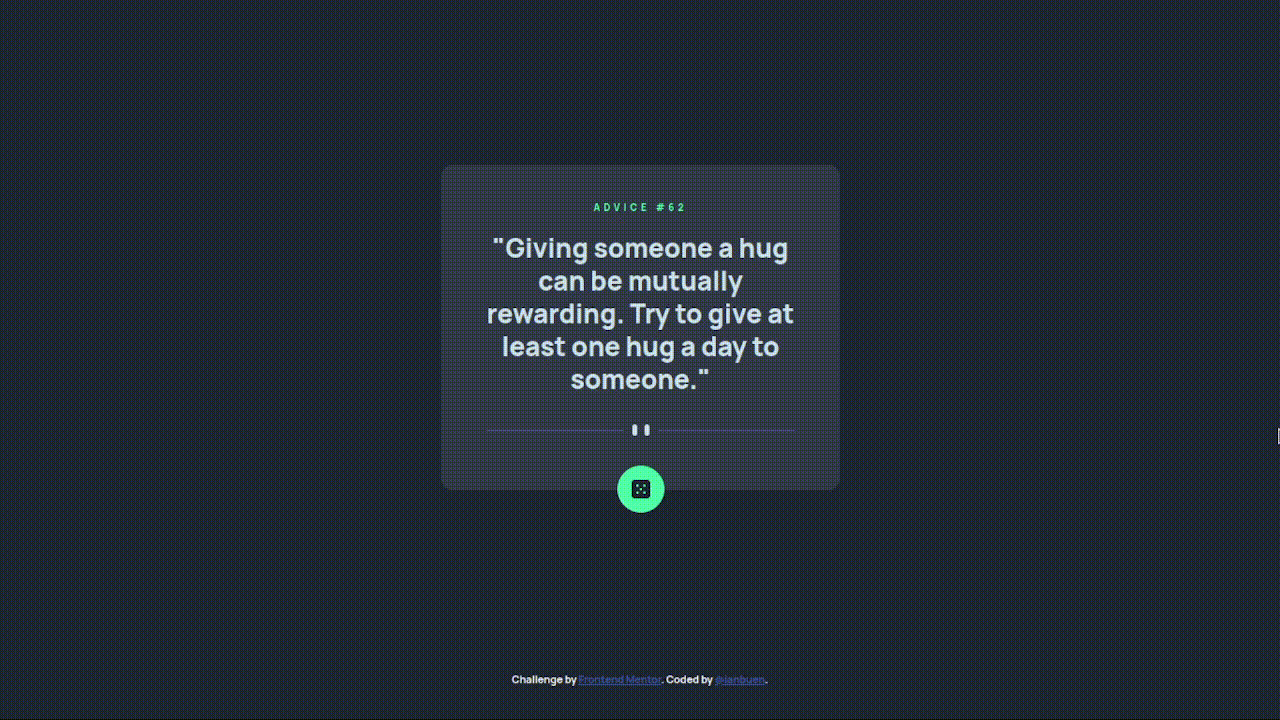 ADVICE #62
"Giving someone a hug
can be mutually
rewarding. Try to give at
least one hug a day to
someone."
Challenge by Frontend Mentor. Coded by @ianbuen.